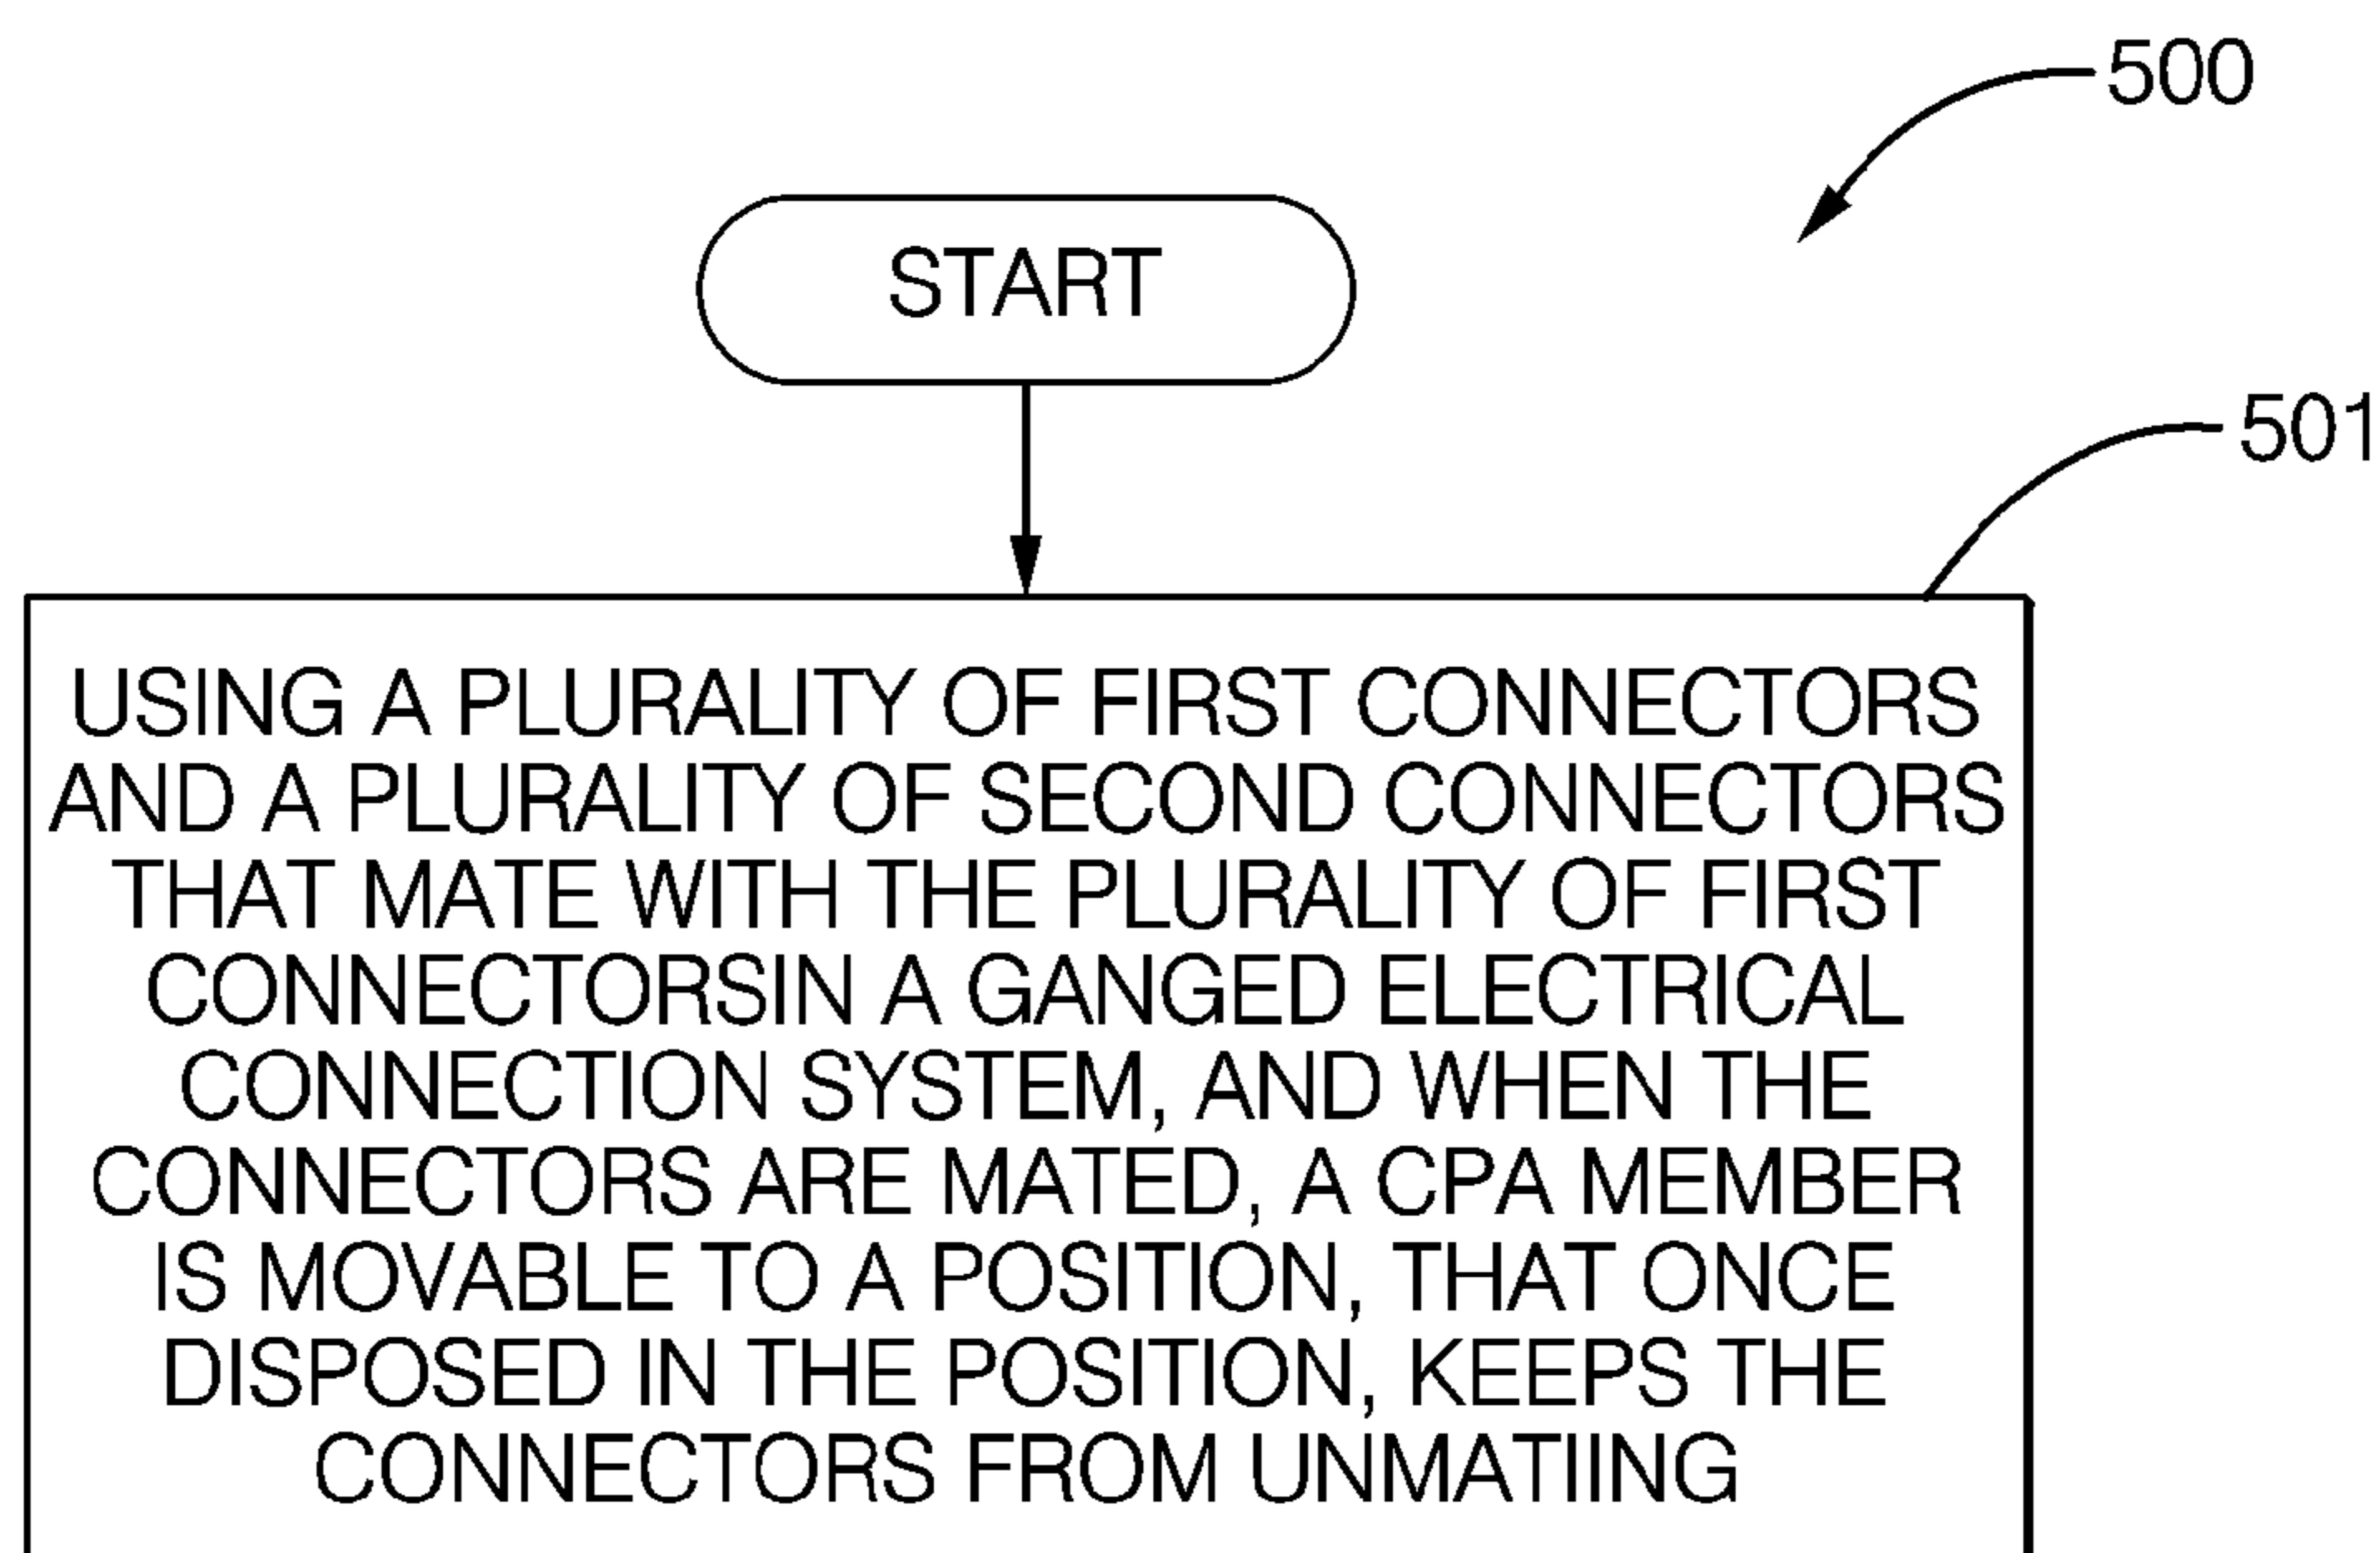 500
START
501
USING A PLURALITY OF FIRST CONNECTORS
AND A PLURALITY OF SECOND CONNECTORS
THAT MATE WITH THE PLURALITY OF FIRST
CONNECTORSIN A GANGED ELECTRICAL
CONNECTION SYSTEM, AND WHEN THE
CONNECTORS ARE MATED, A CPA MEMBER
IS MOVABLE TO A POSITION, THAT ONCE
DISPOSED IN THE POSITION, KEEPS THE
CONNECTORS FROM UNMATIING